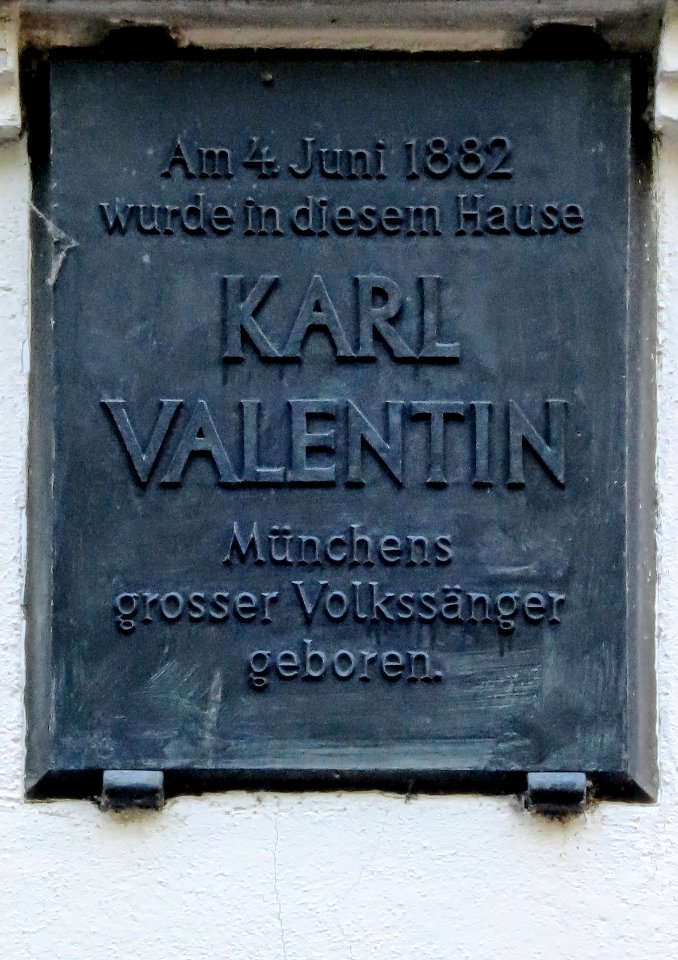 Am 4. Juni 1882
wurde in diesem Hause
KARL
VALENTIN
Münchens
grosser Volkssänger
geboren.